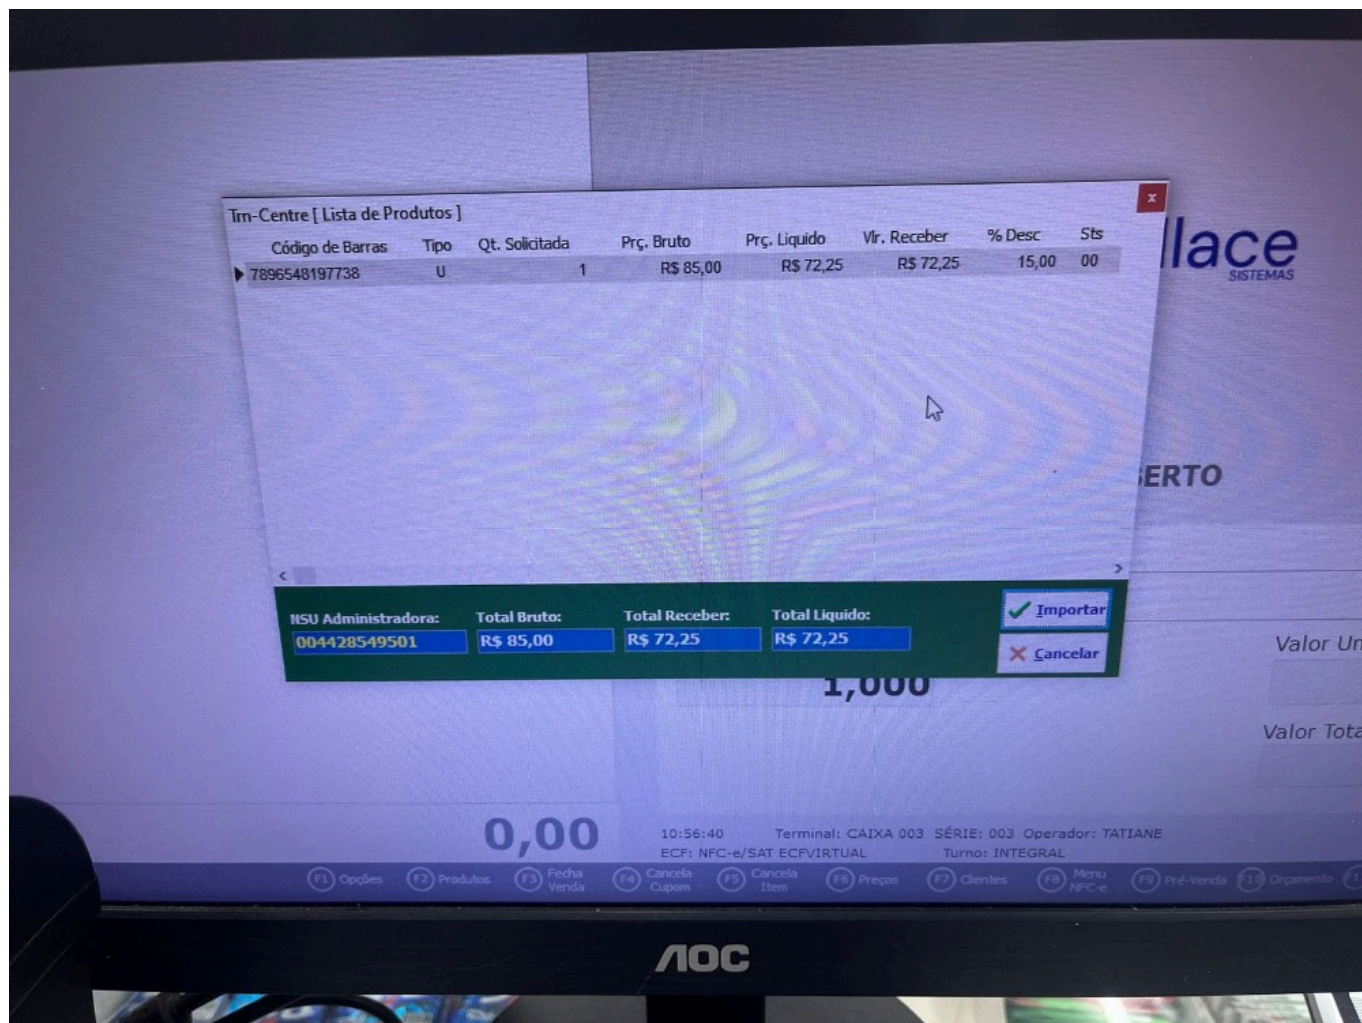 Trn-Centre [ Lista de Produtos ]
x
Código de Barras Tipo Qt. Solicitada Prç. Bruto Prç. Liquido Vlr. Receber % Desc Sts
7896548197738 U 1 R$ 85,00 R$ 72,25 R$ 72,25 15,00 00
llace
SISTEMAS
BERTO
NSU Administradora: Total Bruto: Total Receber: Total Liquido:
004428549501 R$ 85,00 R$ 72,25 R$ 72,25
Importar
Cancelar
1,000
Valor Un
Valor Tota
0,00
10:56:40 Terminal: CAIXA 003 SÉRIE: 003 Operador: TATIANE
ECF: NFC-e/SAT ECFVIRTUAL Turno: INTEGRAL
F1 Opções F2 Produtos F3 Fecha Venda F4 Cancela Cupom F5 Cancela Item F6 Preços F7 Clientes F8 Menu NFC-e F9 Pré-Venda F10 Orçamento
AOC